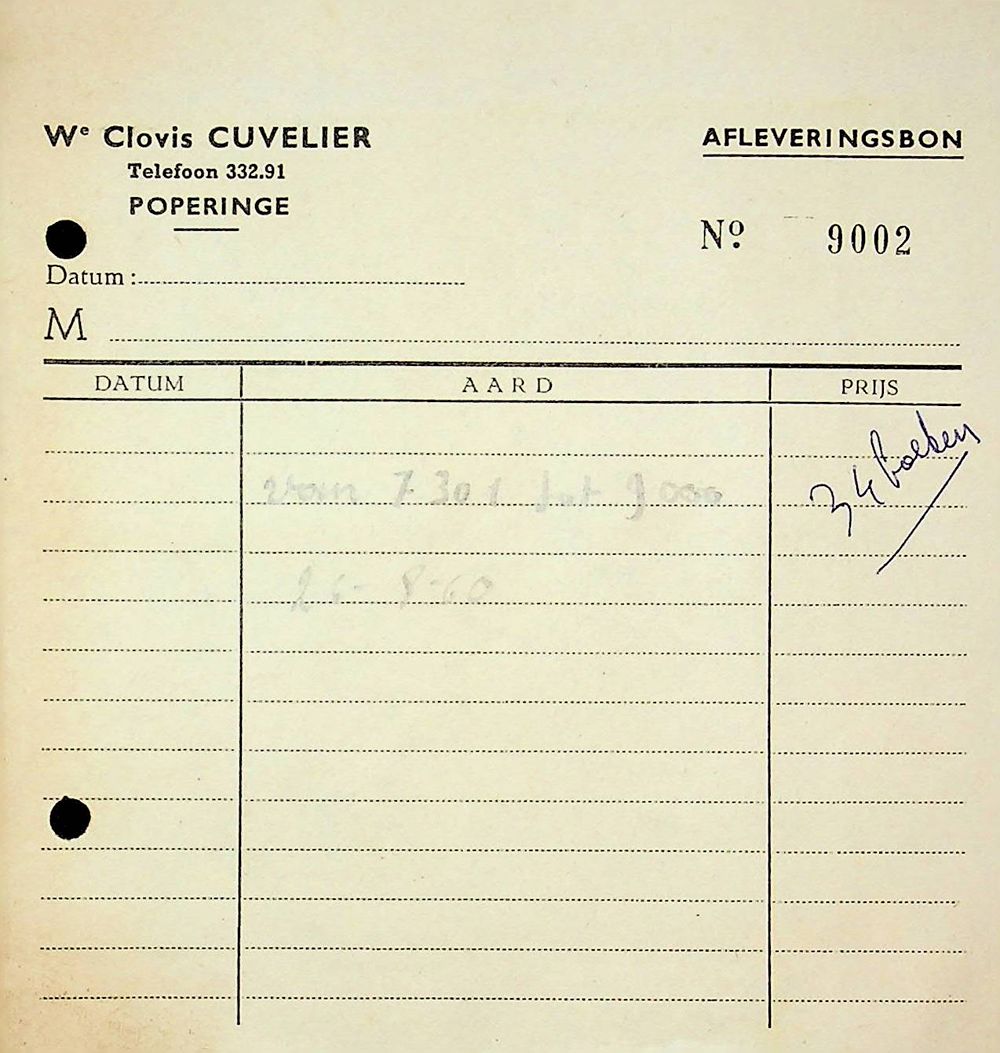 Wᵉ Clovis CUVELIER
Telefoon 332.91
POPERINGE
AFLEVERINGSBON
Nº 9002
Datum :
M
DATUM AARD PRIJS
34 boeken
van 7301 tot 9000
26-8-60